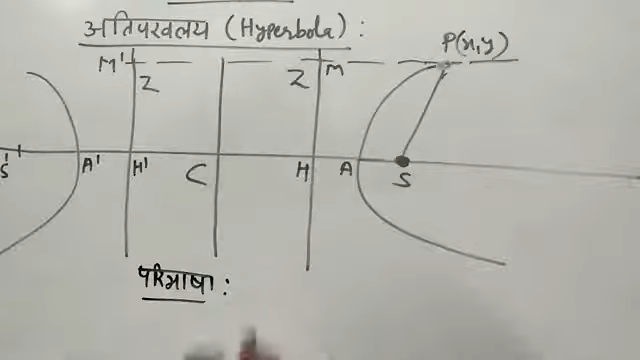 अतिपरवलय (Hyperbola) :
P(x,y)
M' Z Z M
S' A' H' C H A S
परिभाषा :